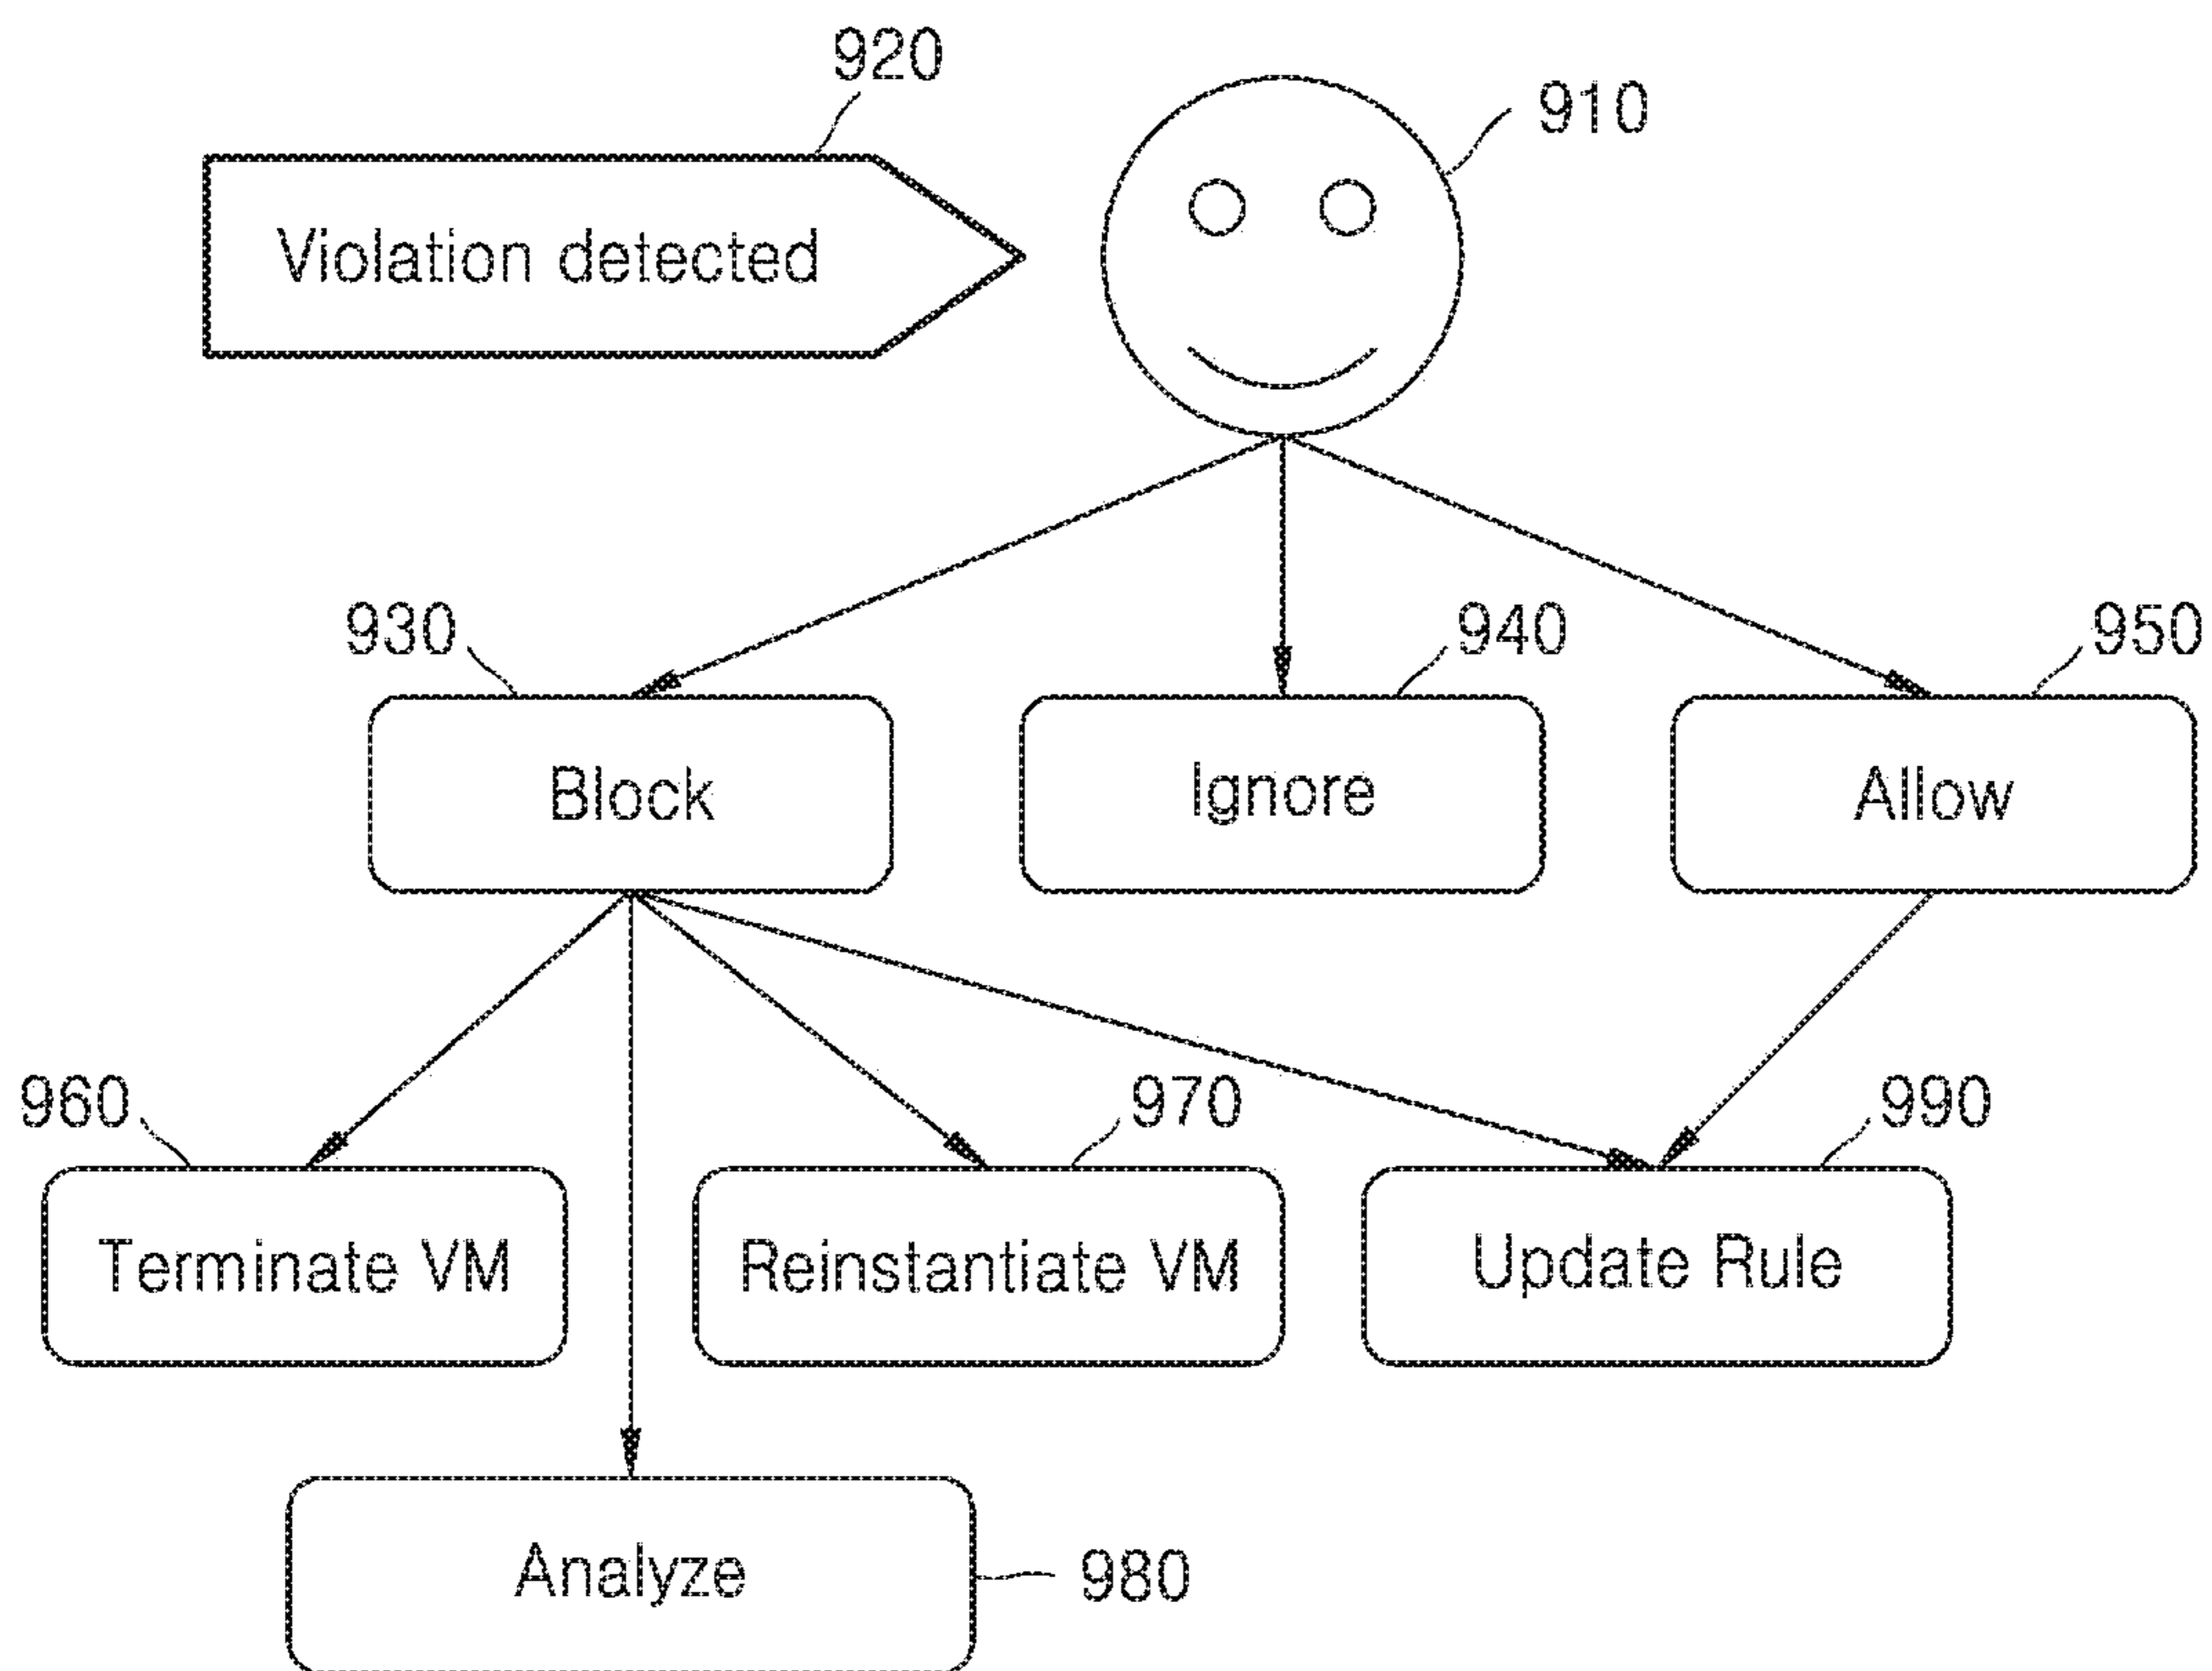 920
910
Violation detected
930
940
950
Block
Ignore
Allow
960
970
990
Terminate VM
Reinstantiate VM
Update Rule
Analyze
980